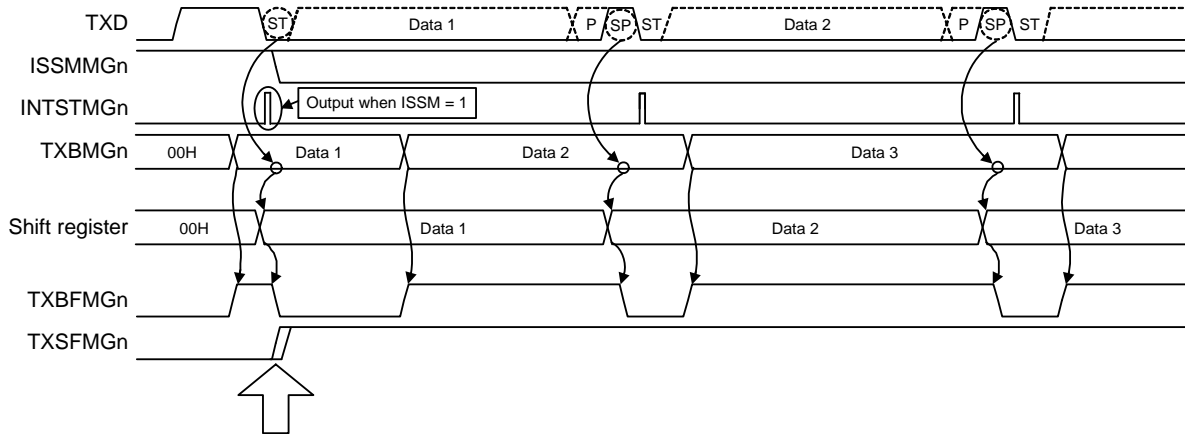 TXD ST Data 1 P SP ST Data 2 P SP ST
ISSMMGn
INTSTMGn Output when ISSM = 1
TXBMGn 00H Data 1 Data 2 Data 3
Shift register 00H Data 1 Data 2 Data 3
TXBFMGn
TXSFMGn